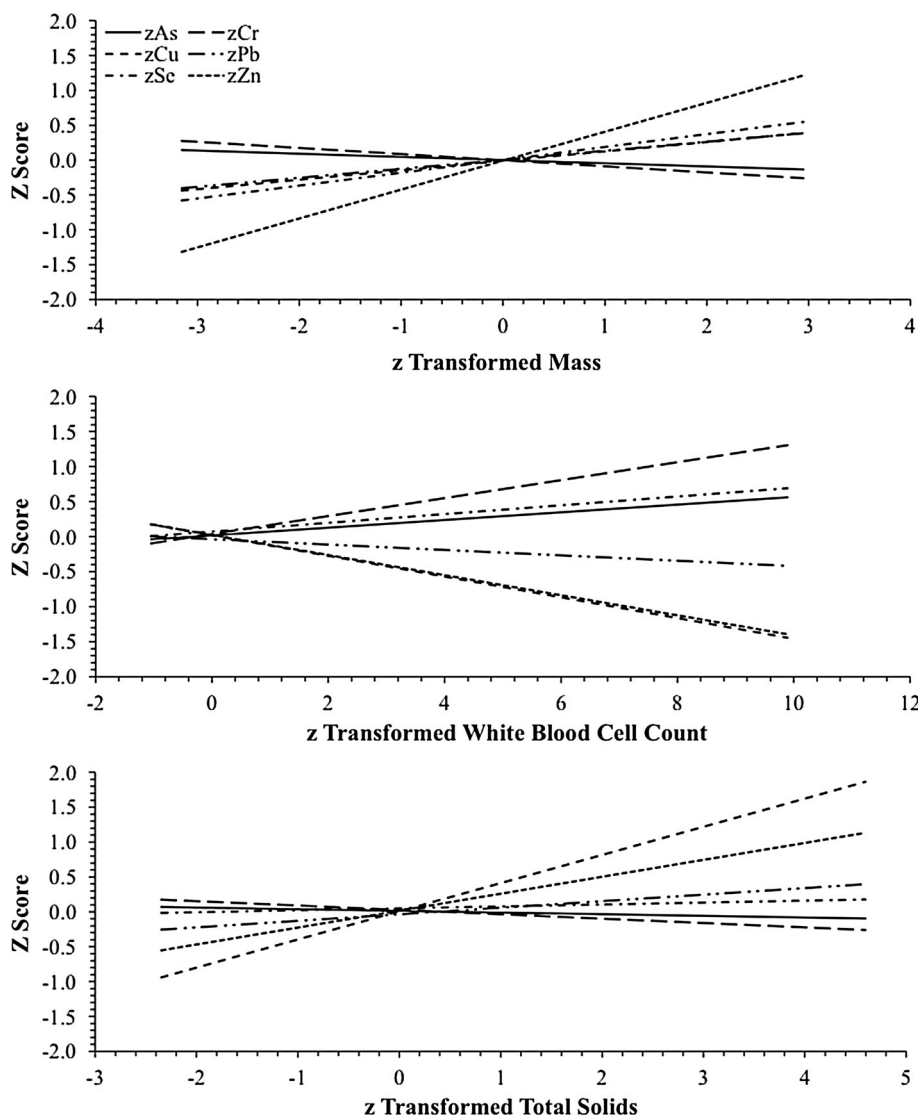 2.0
zAs zCr
1.5
zCu zPb
zSe zZn
1.0
0.5
0.0
-0.5
-1.0
-1.5
-2.0
Z Score
-4 -3 -2 -1 0 1 2 3 4
z Transformed Mass
2.0
1.5
1.0
0.5
0.0
-0.5
-1.0
-1.5
-2.0
Z Score
-2 0 2 4 6 8 10 12
z Transformed White Blood Cell Count
2.0
1.5
1.0
0.5
0.0
-0.5
-1.0
-1.5
-2.0
Z Score
-3 -2 -1 0 1 2 3 4 5
z Transformed Total Solids